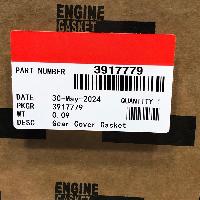 ENGINE
GASKET
PART NUMBER 3917779
DATE 30-May-2024 QUANTITY 1
PKGR 3917779
WT 0.09
DESC Gear Cover Gasket
ENGINE
GASKET